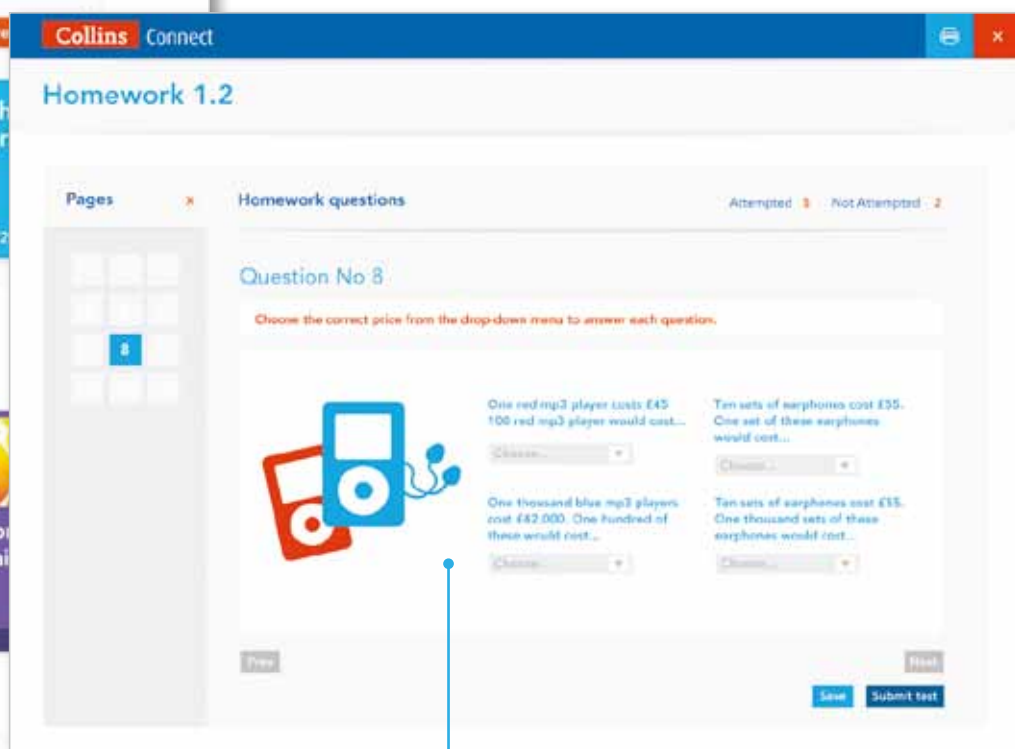 Collins Connect
Homework 1.2
Pages x
Homework questions
Attempted 3 Not Attempted 2
Question No 8
Choose the correct price from the drop-down menu to answer each question.
8
One red mp3 player costs £45
100 red mp3 player would cost...
Choose...
One thousand blue mp3 players
cost £42,000. One hundred of
these would cost...
Choose...
Ten sets of earphones cost £55.
One set of these earphones
would cost...
Choose...
Ten sets of earphones cost £55.
One thousand sets of these
earphones would cost...
Choose...
Prev
Next
Save
Submit test